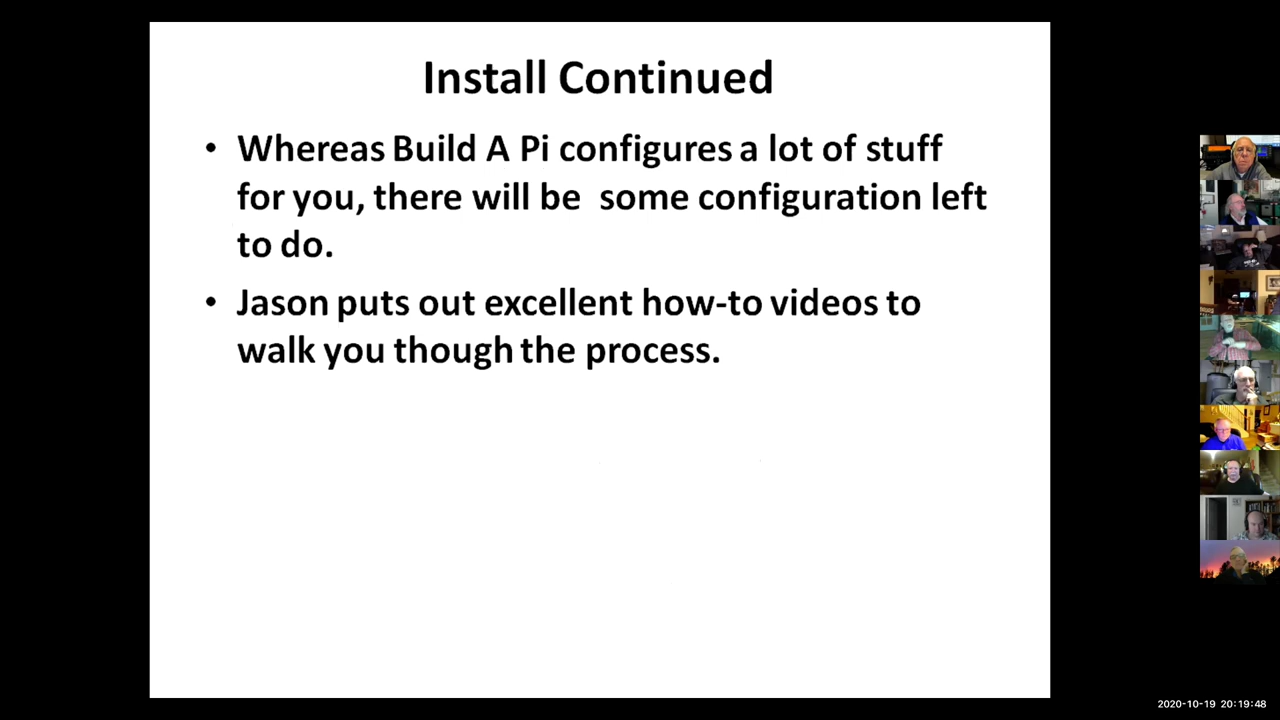 Install Continued
• Whereas Build A Pi configures a lot of stuff
for you, there will be  some configuration left
to do.
• Jason puts out excellent how-to videos to
walk you though the process.
2020-10-19 20:19:48